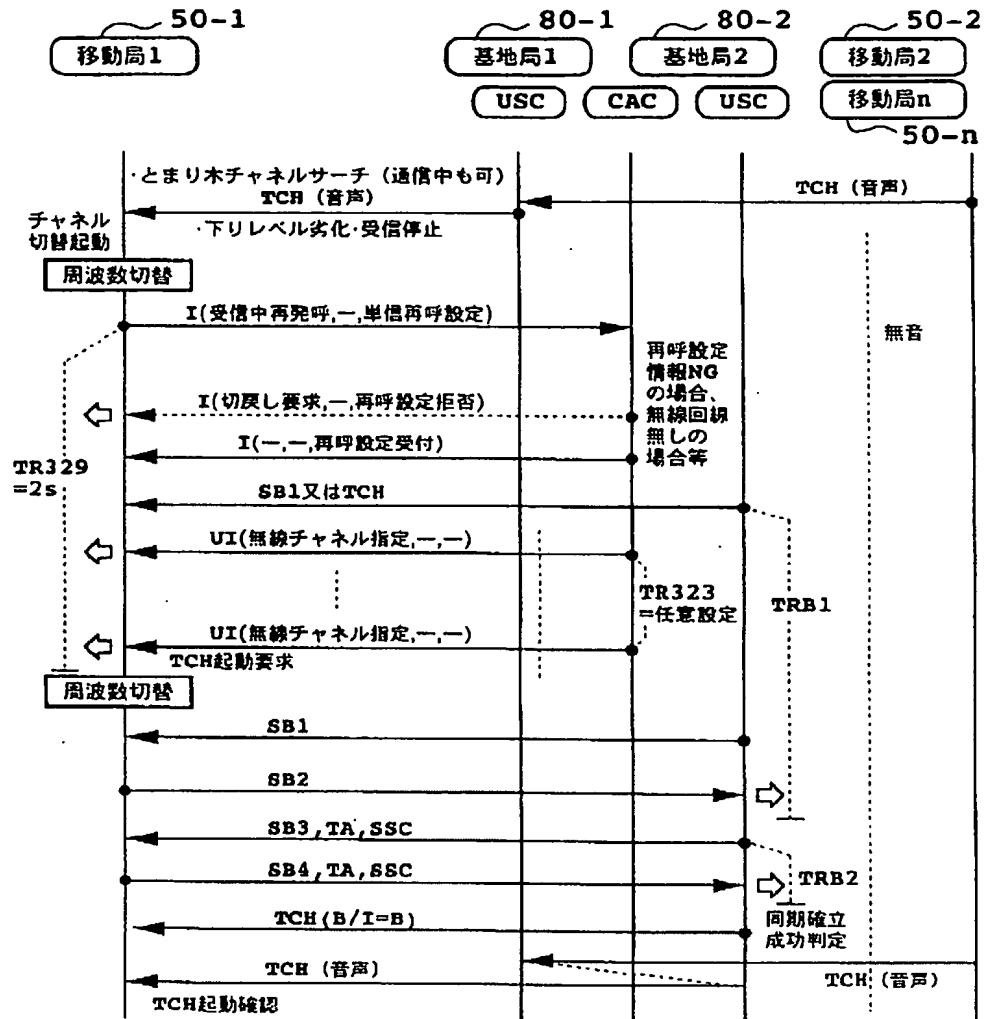 50-1
80-1
80-2
50-2
移動局1
基地局1
基地局2
移動局2
USC
CAC
USC
移動局n
50-n
・とまり木チャネルサーチ（通信中も可）
TCH（音声）
TCH（音声）
・下りレベル劣化・受信停止
チャネル
切替起動
周波数切替
I(受信中再発呼,ー,単信再呼設定)
無音
再呼設定
情報NG
の場合、
無線回線
無しの
場合等
I(切戻し要求,ー,再呼設定拒否)
I(ー,ー,再呼設定受付)
TR329
=2s
SB1又はTCH
UI(無線チャネル指定,ー,ー)
TR323
=任意設定
TRB1
UI(無線チャネル指定,ー,ー)
TCH起動要求
周波数切替
SB1
SB2
SB3,TA,SSC
SB4,TA,SSC
TRB2
TCH(B/I=B)
同期確立
成功判定
TCH（音声）
TCH（音声）
TCH起動確認